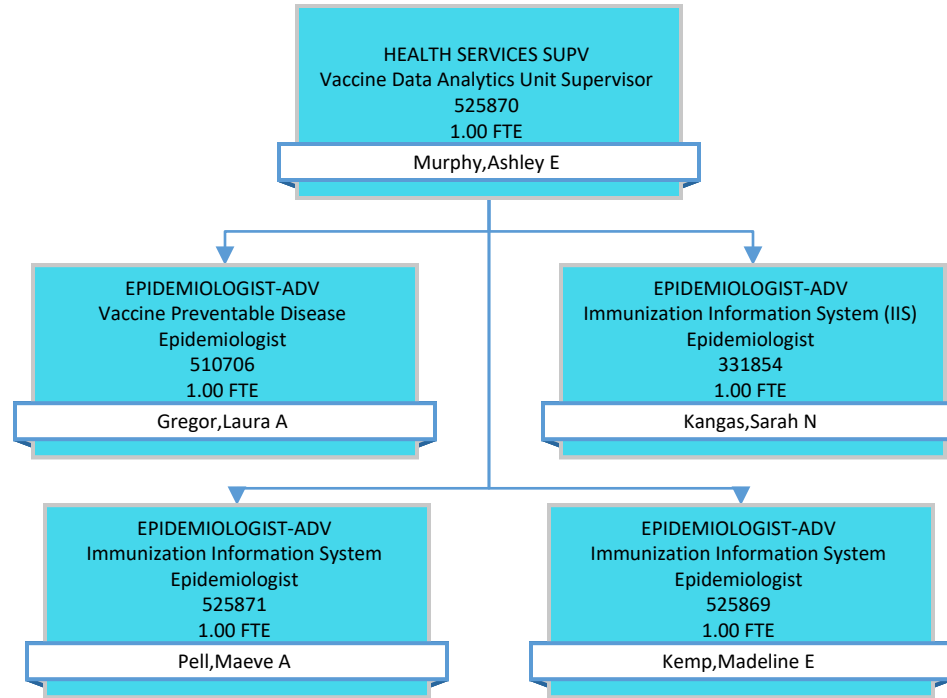 HEALTH SERVICES SUPV
Vaccine Data Analytics Unit Supervisor
525870
1.00 FTE
Murphy,Ashley E
EPIDEMIOLOGIST-ADV
Vaccine Preventable Disease
Epidemiologist
510706
1.00 FTE
Gregor,Laura A
EPIDEMIOLOGIST-ADV
Immunization Information System (IIS)
Epidemiologist
331854
1.00 FTE
Kangas,Sarah N
EPIDEMIOLOGIST-ADV
Immunization Information System
Epidemiologist
525871
1.00 FTE
Pell,Maeve A
EPIDEMIOLOGIST-ADV
Immunization Information System
Epidemiologist
525869
1.00 FTE
Kemp,Madeline E